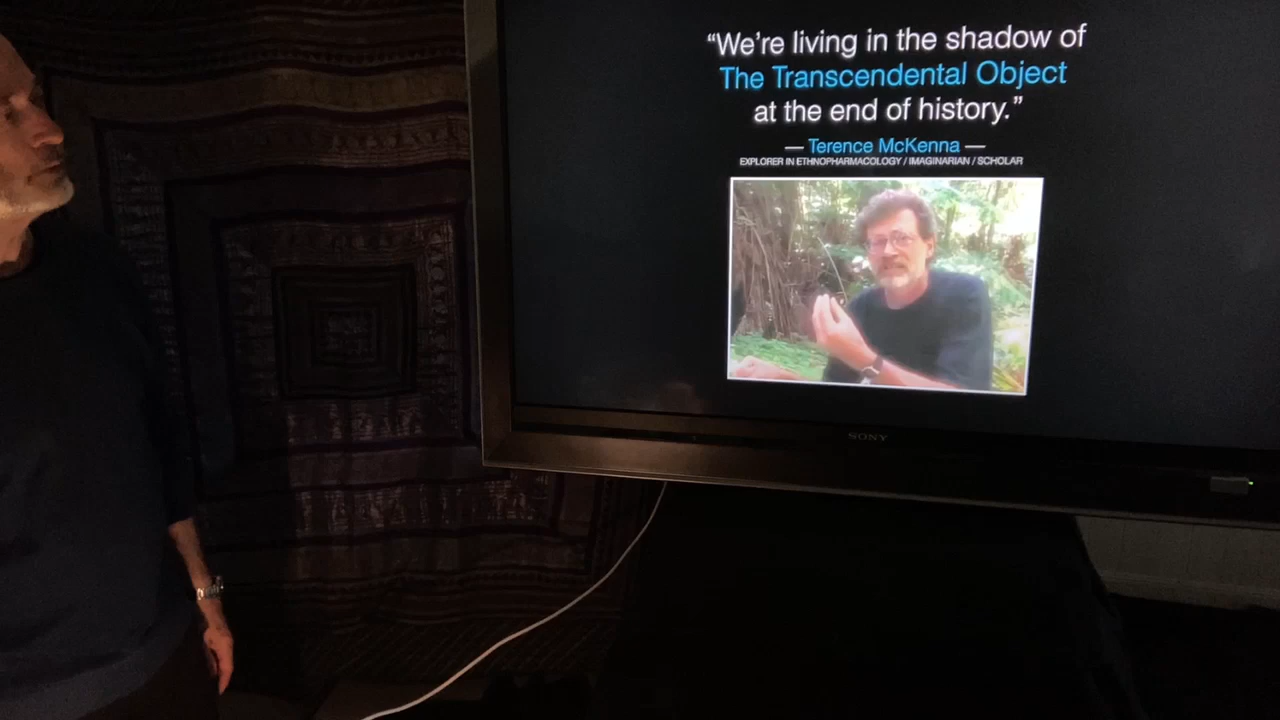 “We’re living in the shadow of
The Transcendental Object
at the end of history.”
— Terence McKenna —
EXPLORER IN ETHNOPHARMACOLOGY / IMAGINARIAN / SCHOLAR
SONY